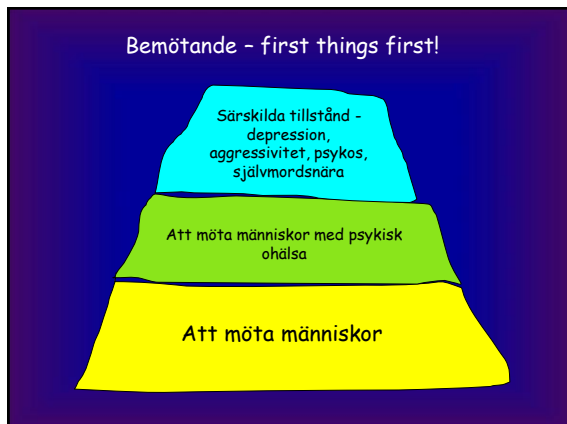 Bemötande – first things first!
Särskilda tillstånd -
depression,
aggressivitet, psykos,
självmordsnära
Att möta människor med psykisk
ohälsa
Att möta människor